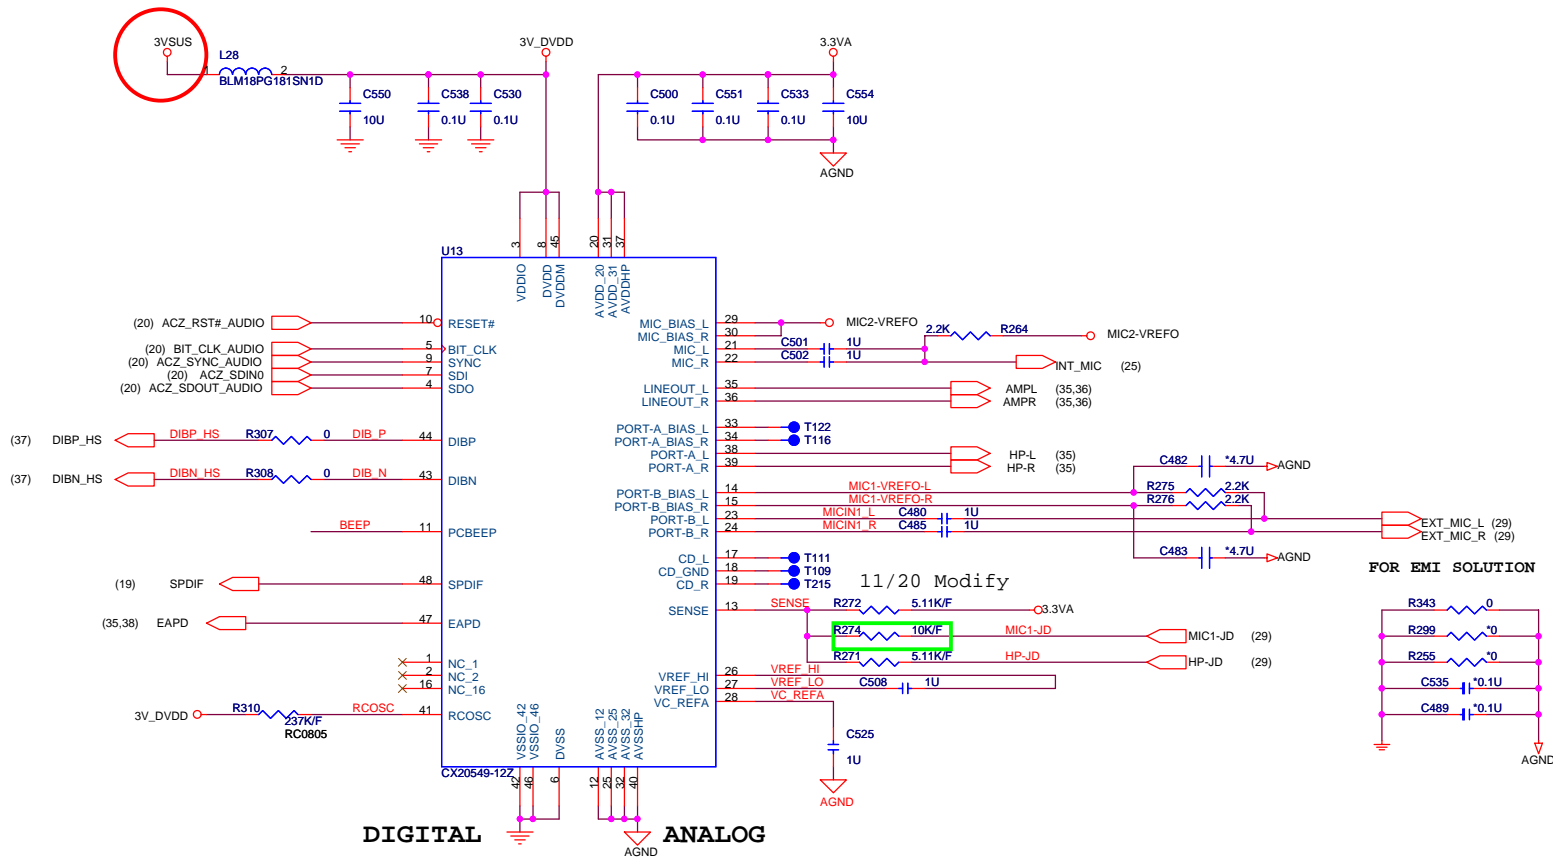 3VSUS
L28
1
2
BLM18PG181SN1D
3V_DVDD
3.3VA
C550
10U
C538
0.1U
C530
0.1U
C500
0.1U
C551
0.1U
C533
0.1U
C554
10U
AGND
U13
3
8
45
20
31
37
VDDIO
DVDD
DVDDM
AVDD_20
AVDD_31
AVDDHP
(20) ACZ_RST#_AUDIO 10 RESET#
(20) BIT_CLK_AUDIO 5 BIT_CLK
(20) ACZ_SYNC_AUDIO 9 SYNC
(20) ACZ_SDIN0 7 SDI
(20) ACZ_SDOUT_AUDIO 4 SDO
(37) DIBP_HS DIBP_HS R307 0 DIB_P 44 DIBP
(37) DIBN_HS DIBN_HS R308 0 DIB_N 43 DIBN
BEEP 11 PCBEEP
(19) SPDIF 48 SPDIF
(35,38) EAPD 47 EAPD
1 NC_1
2 NC_2
16 NC_16
3V_DVDD R310 237K/F RCOSC 41 RCOSC
RC0805
MIC_BIAS_L 29 MIC2-VREFO
MIC_BIAS_R 30
2.2K R264 MIC2-VREFO
MIC_L 21 C501 1U
MIC_R 22 C502 1U
INT_MIC (25)
LINEOUT_L 35 AMPL (35,36)
LINEOUT_R 36 AMPR (35,36)
PORT-A_BIAS_L 33 T122
PORT-A_BIAS_R 34 T116
PORT-A_L 38 HP-L (35)
PORT-A_R 39 HP-R (35)
C482 *4.7U AGND
PORT-B_BIAS_L 14 MIC1-VREFO-L R275 2.2K
PORT-B_BIAS_R 15 MIC1-VREFO-R R276 2.2K
PORT-B_L 23 MICIN1_L C480 1U EXT_MIC_L (29)
PORT-B_R 24 MICIN1_R C485 1U EXT_MIC_R (29)
C483 *4.7U AGND
CD_L 17 T111
CD_GND 18 T109
CD_R 19 T215
11/20 Modify
SENSE 13 SENSE R272 5.11K/F 3.3VA
R274 10K/F MIC1-JD MIC1-JD (29)
R271 5.11K/F HP-JD HP-JD (29)
VREF_HI 26 VREF_HI
VREF_LO 27 VREF_LO C508 1U
VC_REFA 28 VC_REFA
C525
1U
AGND
FOR EMI SOLUTION
R343 0
R299 *0
R255 *0
C535 *0.1U
C489 *0.1U
AGND
VSSIO_42
VSSIO_46
DVSS
AVSS_12
AVSS_25
AVSS_32
AVSSHP
CX20549-12Z
42
46
6
12
25
32
40
DIGITAL
ANALOG
AGND